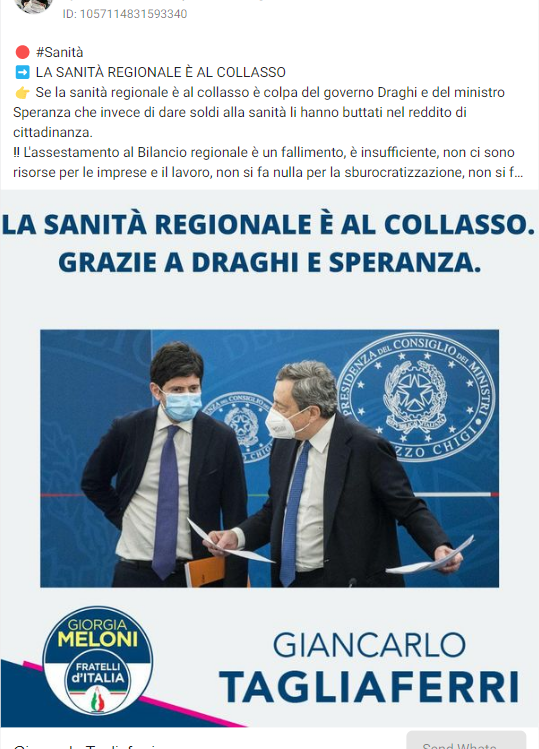 ID: 1057114831593340
🔴 #Sanità
➡️ LA SANITÀ REGIONALE È AL COLLASSO
👉 Se la sanità regionale è al collasso è colpa del governo Draghi e del ministro
Speranza che invece di dare soldi alla sanità li hanno buttati nel reddito di
cittadinanza.
‼️ L'assestamento al Bilancio regionale è un fallimento, è insufficiente, non ci sono
risorse per le imprese e il lavoro, non si fa nulla per la sburocratizzazione, non si f...
LA SANITÀ REGIONALE È AL COLLASSO.
GRAZIE A DRAGHI E SPERANZA.
PRESIDENZA DEL CONSIGLIO DEI MINISTRI
PALAZZO CHIGI
GIORGIA
MELONI
FRATELLI
d'ITALIA
GIANCARLO
TAGLIAFERRI
Giancarlo Tagliaferri
Send Whats...